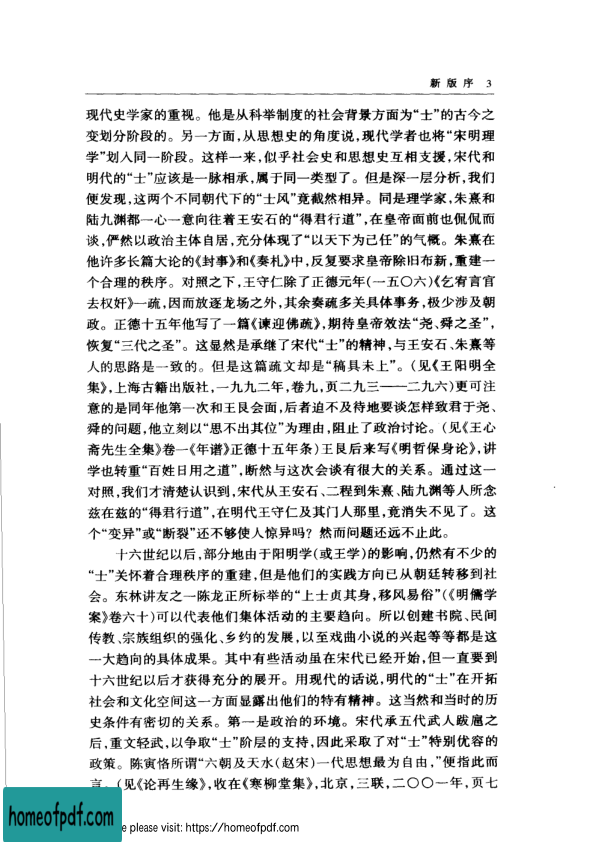 新版序 3
现代史学家的重视。他是从科举制度的社会背景方面为“士”的古今之
变划分阶段的。另一方面,从思想史的角度说,现代学者也将“宋明理
学”划入同一阶段。这样一来,似乎社会史和思想史互相支援,宋代和
明代的“士”应该是一脉相承,属于同一类型了。但是深一层分析,我们
便发现,这两个不同朝代下的“士风”竟截然相异。同是理学家,朱熹和
陆九渊都一心一意向往着王安石的“得君行道”,在皇帝面前也侃侃而
谈,俨然以政治主体自居,充分体现了“以天下为己任”的气概。朱熹在
他许多长篇大论的《封事》和《奏札》中,反复要求皇帝除旧布新,重建一
个合理的秩序。对照之下,王守仁除了正德元年(一五〇六)《乞宥言官
去权奸》一疏,因而放逐龙场之外,其余奏疏多关具体事务,极少涉及朝
政。正德十五年他写了一篇《谏迎佛疏》,期待皇帝效法“尧、舜之圣”,
恢复“三代之圣”。这显然是承继了宋代“士”的精神,与王安石、朱熹等
人的思路是一致的。但是这篇疏文却是“稿具未上”。(见《王阳明全
集》,上海古籍出版社,一九九二年,卷九,页二九三——二九六)更可注
意的是同年他第一次和王艮会面,后者迫不及待地要谈怎样致君于尧、
舜的问题,他立刻以“思不出其位”为理由,阻止了政治讨论。(见《王心
斋先生全集》卷一《年谱》正德十五年条)王艮后来写《明哲保身论》,讲
学也转重“百姓日用之道”,断然与这次会谈有很大的关系。通过这一
对照,我们才清楚认识到,宋代从王安石、二程到朱熹、陆九渊等人所念
兹在兹的“得君行道”,在明代王守仁及其门人那里,竟消失不见了。这
个“变异”或“断裂”还不够使人惊异吗?然而问题还远不止此。
十六世纪以后,部分地由于阳明学(或王学)的影响,仍然有不少的
“士”关怀着合理秩序的重建,但是他们的实践方向已从朝廷转移到社
会。东林讲友之一陈龙正所标举的“上士贞其身,移风易俗”(《明儒学
案》卷六十)可以代表他们集体活动的主要趋向。所以创建书院、民间
传教、宗族组织的强化、乡约的发展,以至戏曲小说的兴起等等都是这
一大趋向的具体成果。其中有些活动虽在宋代已经开始,但一直要到
十六世纪以后才获得充分的展开。用现代的话说,明代的“士”在开拓
社会和文化空间这一方面显露出他们的特有精神。这当然和当时的历
史条件有密切的关系。第一是政治的环境。宋代承五代武人跋扈之
后,重文轻武,以争取“士”阶层的支持,因此采取了对“士”特别优容的
政策。陈寅恪所谓“六朝及天水(赵宋)一代思想最为自由,”便指此而
言。(见《论再生缘》,收在《寒柳堂集》,北京,三联,二〇〇一年,页七
homeofpdf.com
please visit: https://homeofpdf.com